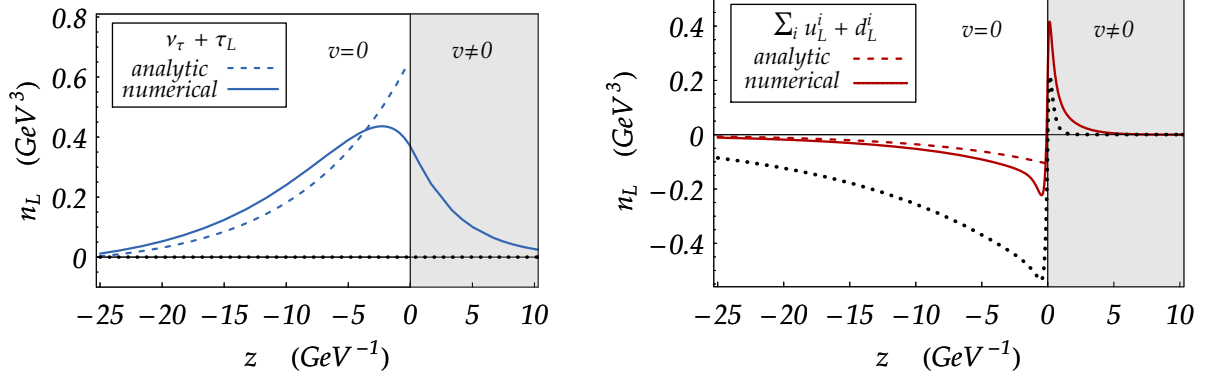 ν_τ + τ_L
analytic
numerical
v=0
v≠0
0.8
0.6
0.4
0.2
0
n_L (GeV^3)
−25 −20 −15 −10 −5 0 5 10
z (GeV^−1)
∑_i u_L^i + d_L^i
analytic
numerical
v=0
v≠0
0.4
0.2
0
−0.2
−0.4
n_L (GeV^3)
−25 −20 −15 −10 −5 0 5 10
z (GeV^−1)